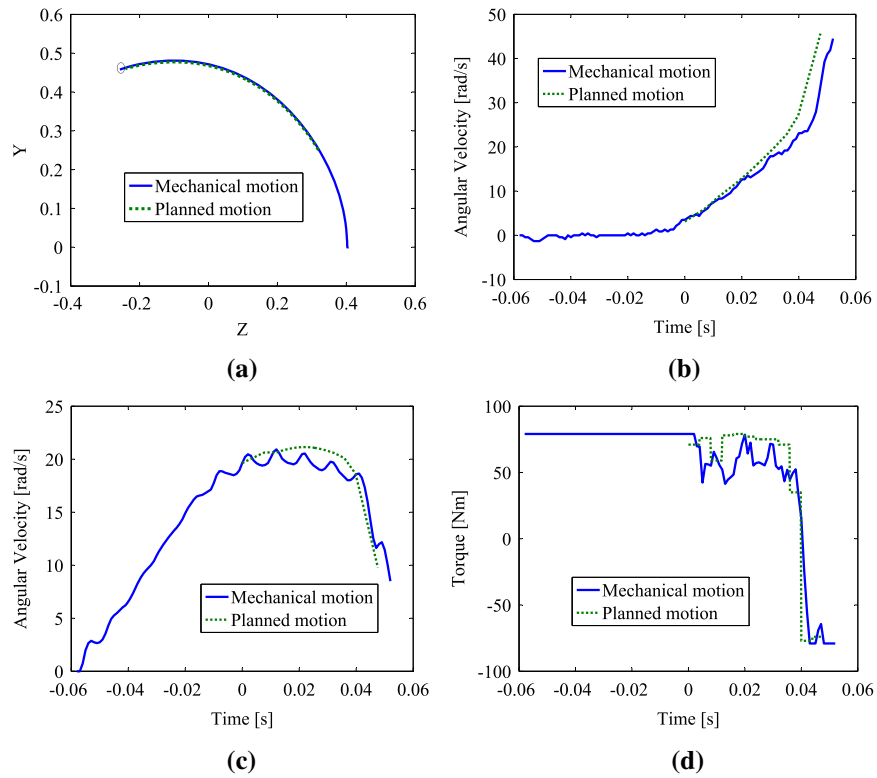 0.6
0.5
0.4
0.3
0.2
0.1
0
-0.1
Y
Mechanical motion
Planned motion
-0.4 -0.2 0 0.2 0.4 0.6
Z
(a)
50
40
30
20
10
0
-10
Angular Velocity [rad/s]
Mechanical motion
Planned motion
-0.06 -0.04 -0.02 0 0.02 0.04 0.06
Time [s]
(b)
25
20
15
10
5
0
Angular Velocity [rad/s]
Mechanical motion
Planned motion
-0.06 -0.04 -0.02 0 0.02 0.04 0.06
Time [s]
(c)
100
50
0
-50
-100
Torque [Nm]
Mechanical motion
Planned motion
-0.06 -0.04 -0.02 0 0.02 0.04 0.06
Time [s]
(d)